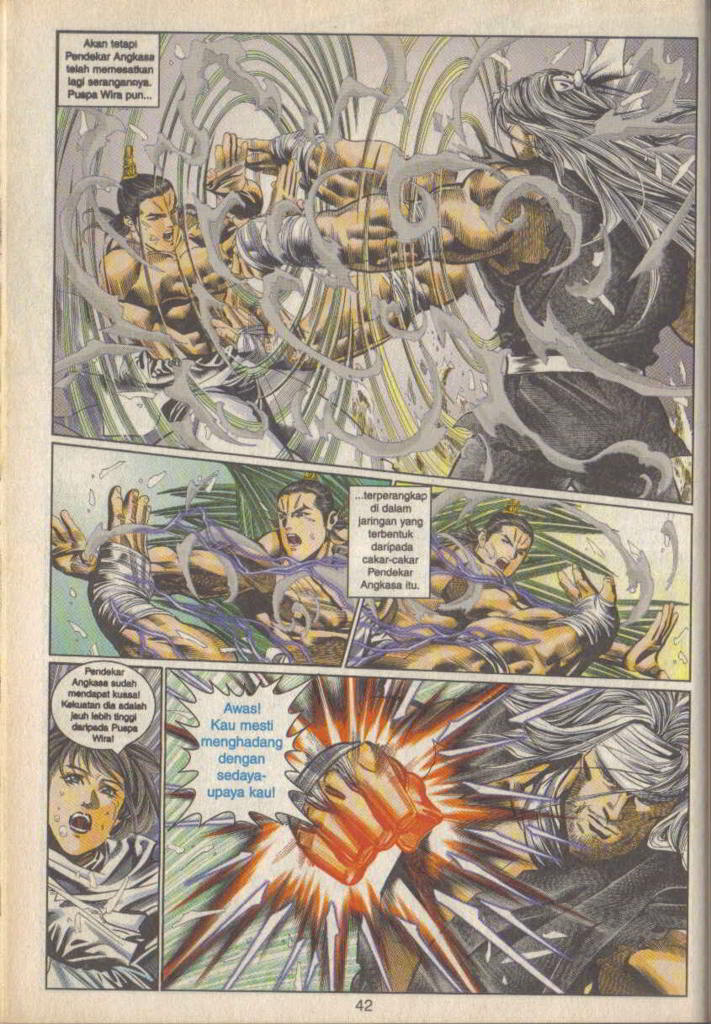 Akan tetapi
Pendekar Angkasa
telah memesatkan
lagi serangannya.
Puspa Wira pun...
...terperangkap
di dalam
jaringan yang
terbentuk
daripada
cakar-cakar
Pendekar
Angkasa itu.
Pendekar
Angkasa sudah
mendapat kuasa!
Kekuatan dia adalah
jauh lebih tinggi
daripada Puspa
Wira!
Awas!
Kau mesti
menghadang
dengan
sedaya-
upaya kau!
42